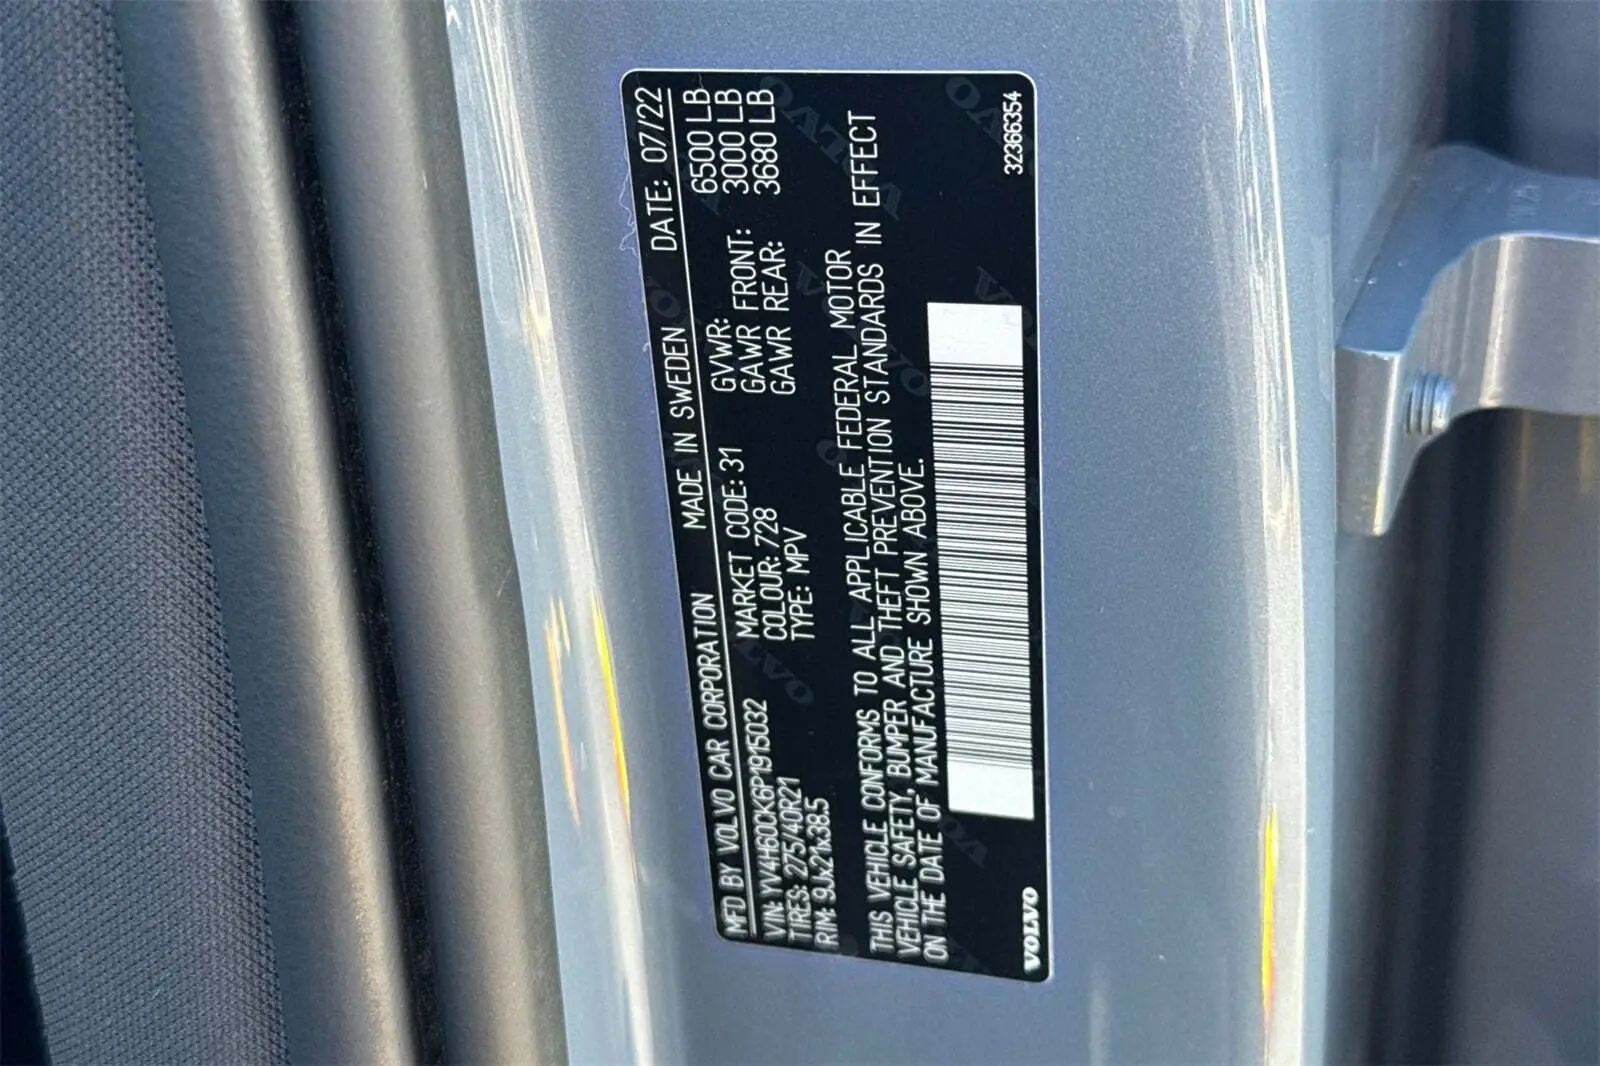 MFD BY VOLVO CAR CORPORATION MADE IN SWEDEN DATE: 07/22
VIN: YV4H60CK6P1915032 MARKET CODE: 31 GVWR: 6500 LB
TIRES: 275/40R21 COLOUR: 728 GAWR FRONT: 3000 LB
RIM: 9Jx21x38.5 TYPE: MPV GAWR REAR: 3680 LB
THIS VEHICLE CONFORMS TO ALL APPLICABLE FEDERAL MOTOR
VEHICLE SAFETY, BUMPER AND THEFT PREVENTION STANDARDS IN EFFECT
ON THE DATE OF MANUFACTURE SHOWN ABOVE.
VOLVO 32366354